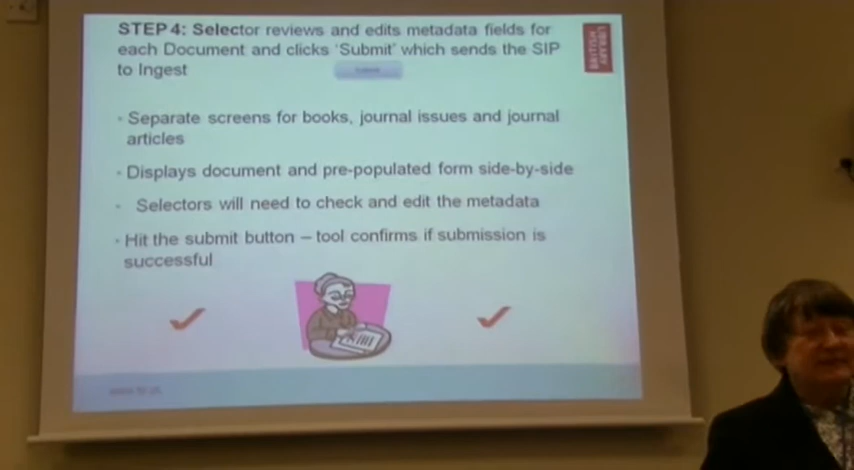 STEP 4: Selector reviews and edits metadata fields for
each Document and clicks ‘Submit’ which sends the SIP
to Ingest
Submit
BRITISH
LIBRARY
• Separate screens for books, journal issues and journal
articles
• Displays document and pre-populated form side-by-side
• Selectors will need to check and edit the metadata
• Hit the submit button – tool confirms if submission is
successful